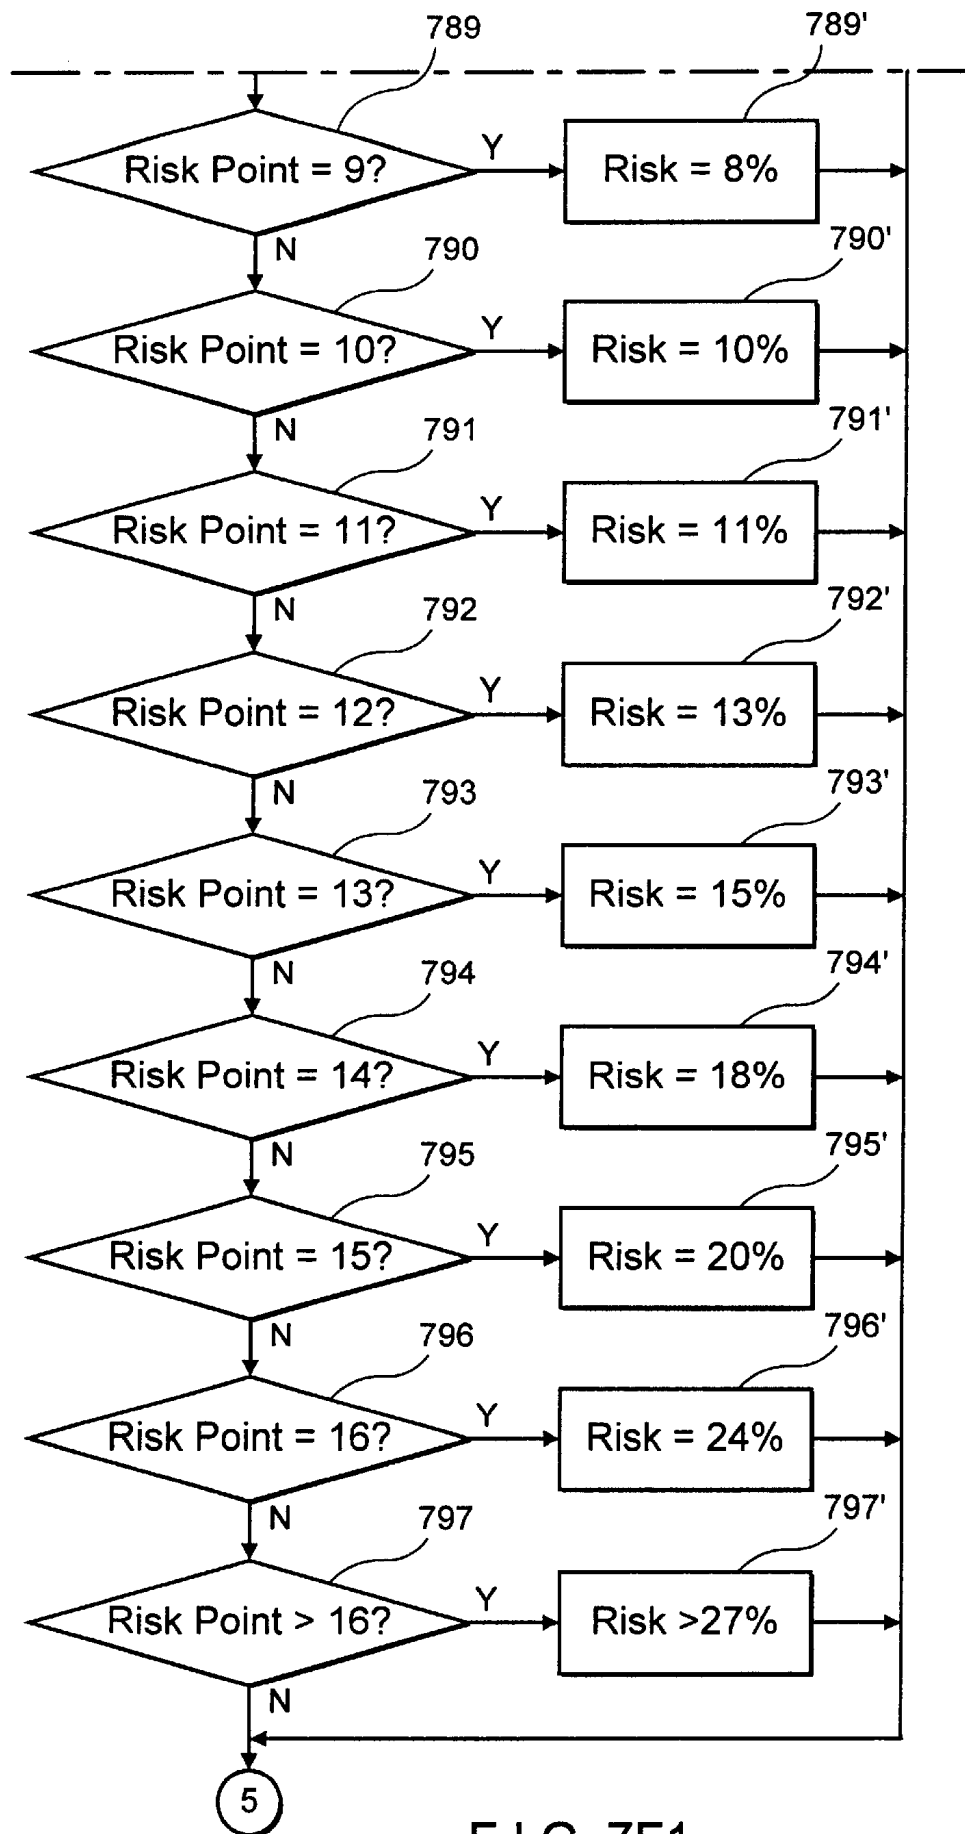 789
789'
Risk Point = 9?
Y
Risk = 8%
N
790
790'
Risk Point = 10?
Y
Risk = 10%
N
791
791'
Risk Point = 11?
Y
Risk = 11%
N
792
792'
Risk Point = 12?
Y
Risk = 13%
N
793
793'
Risk Point = 13?
Y
Risk = 15%
N
794
794'
Risk Point = 14?
Y
Risk = 18%
N
795
795'
Risk Point = 15?
Y
Risk = 20%
N
796
796'
Risk Point = 16?
Y
Risk = 24%
N
797
797'
Risk Point > 16?
Y
Risk >27%
N
5